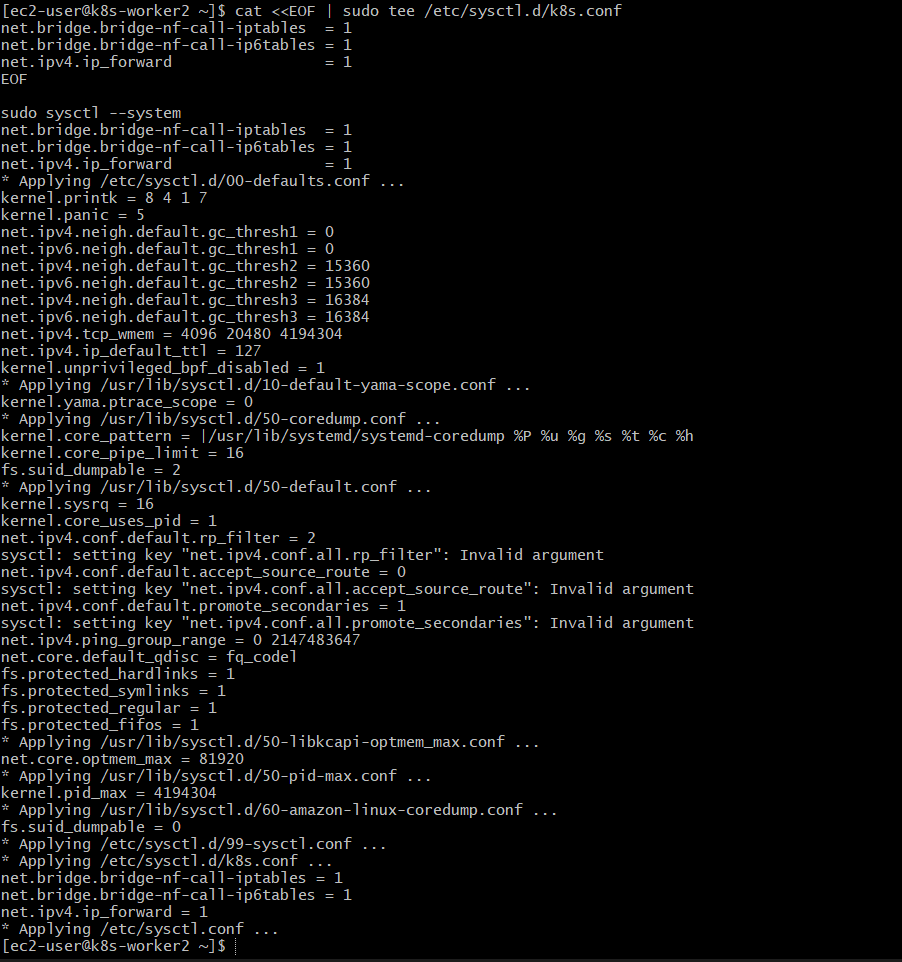 [ec2-user@k8s-worker2 ~]$ cat <<EOF | sudo tee /etc/sysctl.d/k8s.conf
net.bridge.bridge-nf-call-iptables  = 1
net.bridge.bridge-nf-call-ip6tables = 1
net.ipv4.ip_forward                 = 1
EOF

sudo sysctl --system
net.bridge.bridge-nf-call-iptables  = 1
net.bridge.bridge-nf-call-ip6tables = 1
net.ipv4.ip_forward                 = 1
* Applying /etc/sysctl.d/00-defaults.conf ...
kernel.printk = 8 4 1 7
kernel.panic = 5
net.ipv4.neigh.default.gc_thresh1 = 0
net.ipv6.neigh.default.gc_thresh1 = 0
net.ipv4.neigh.default.gc_thresh2 = 15360
net.ipv6.neigh.default.gc_thresh2 = 15360
net.ipv4.neigh.default.gc_thresh3 = 16384
net.ipv6.neigh.default.gc_thresh3 = 16384
net.ipv4.tcp_wmem = 4096 20480 4194304
net.ipv4.ip_default_ttl = 127
kernel.unprivileged_bpf_disabled = 1
* Applying /usr/lib/sysctl.d/10-default-yama-scope.conf ...
kernel.yama.ptrace_scope = 0
* Applying /usr/lib/sysctl.d/50-coredump.conf ...
kernel.core_pattern = |/usr/lib/systemd/systemd-coredump %P %u %g %s %t %c %h
kernel.core_pipe_limit = 16
fs.suid_dumpable = 2
* Applying /usr/lib/sysctl.d/50-default.conf ...
kernel.sysrq = 16
kernel.core_uses_pid = 1
net.ipv4.conf.default.rp_filter = 2
sysctl: setting key "net.ipv4.conf.all.rp_filter": Invalid argument
net.ipv4.conf.default.accept_source_route = 0
sysctl: setting key "net.ipv4.conf.all.accept_source_route": Invalid argument
net.ipv4.conf.default.promote_secondaries = 1
sysctl: setting key "net.ipv4.conf.all.promote_secondaries": Invalid argument
net.ipv4.ping_group_range = 0 2147483647
net.core.default_qdisc = fq_codel
fs.protected_hardlinks = 1
fs.protected_symlinks = 1
fs.protected_regular = 1
fs.protected_fifos = 1
* Applying /usr/lib/sysctl.d/50-libkcapi-optmem_max.conf ...
net.core.optmem_max = 81920
* Applying /usr/lib/sysctl.d/50-pid-max.conf ...
kernel.pid_max = 4194304
* Applying /usr/lib/sysctl.d/60-amazon-linux-coredump.conf ...
fs.suid_dumpable = 0
* Applying /etc/sysctl.d/99-sysctl.conf ...
* Applying /etc/sysctl.d/k8s.conf ...
net.bridge.bridge-nf-call-iptables = 1
net.bridge.bridge-nf-call-ip6tables = 1
net.ipv4.ip_forward = 1
* Applying /etc/sysctl.conf ...
[ec2-user@k8s-worker2 ~]$